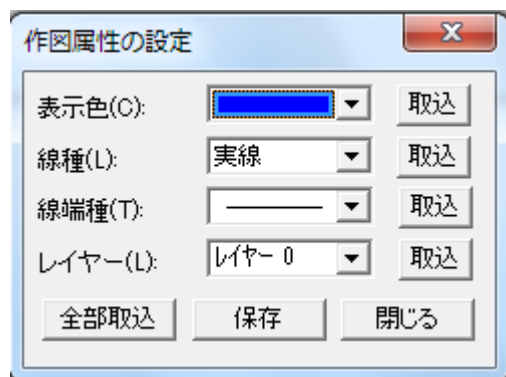 作図属性の設定
表示色(C): 取込
線種(L): 実線 取込
線端種(T): 取込
レイヤー(L): レイヤー 0 取込
全部取込 保存 閉じる